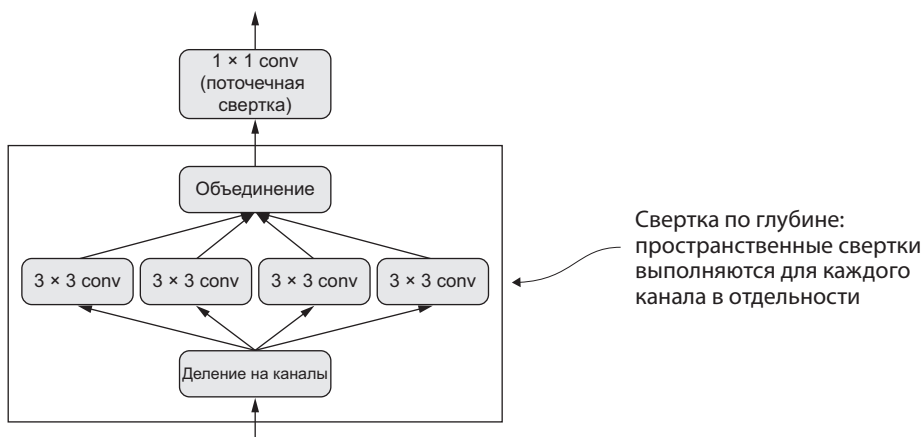 1 × 1 conv
(поточечная
свертка)
Объединение
3 × 3 conv
3 × 3 conv
3 × 3 conv
3 × 3 conv
Деление на каналы
Свертка по глубине:
пространственные свертки
выполняются для каждого
канала в отдельности